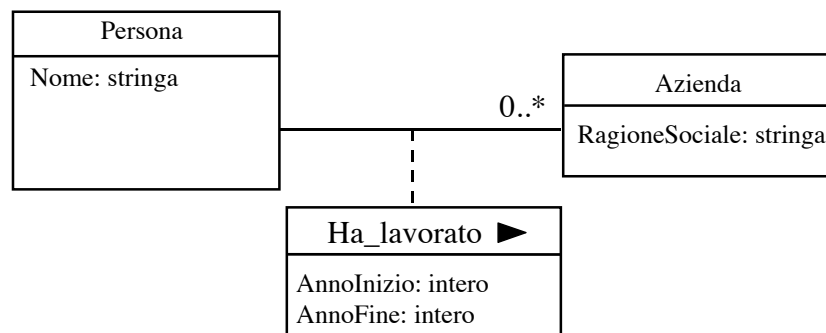 Persona
Nome: stringa
0..*
Azienda
RagioneSociale: stringa
Ha_lavorato
AnnoInizio: intero
AnnoFine: intero